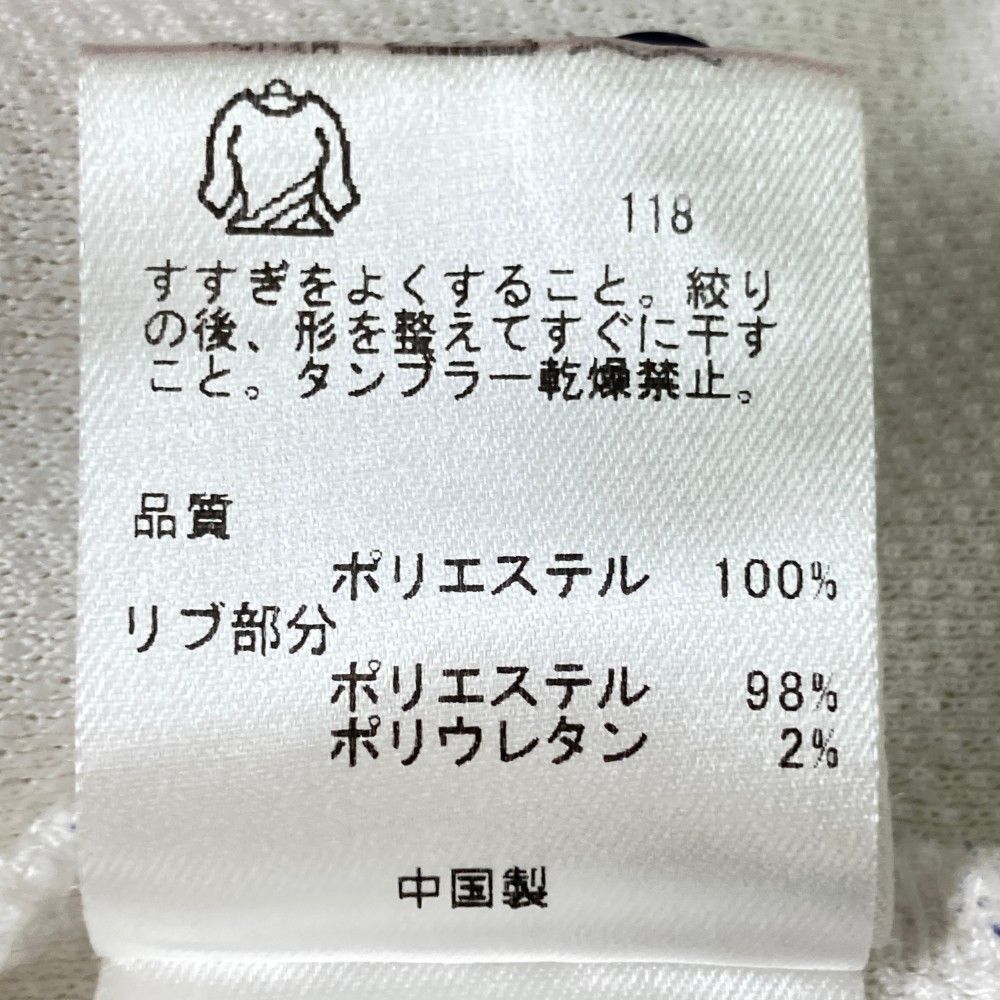 118
すすぎをよくすること。絞り
の後、形を整えてすぐに干す
こと。タンブラー乾燥禁止。
品質
ポリエステル 100%
リブ部分
ポリエステル 98%
ポリウレタン 2%
中国製